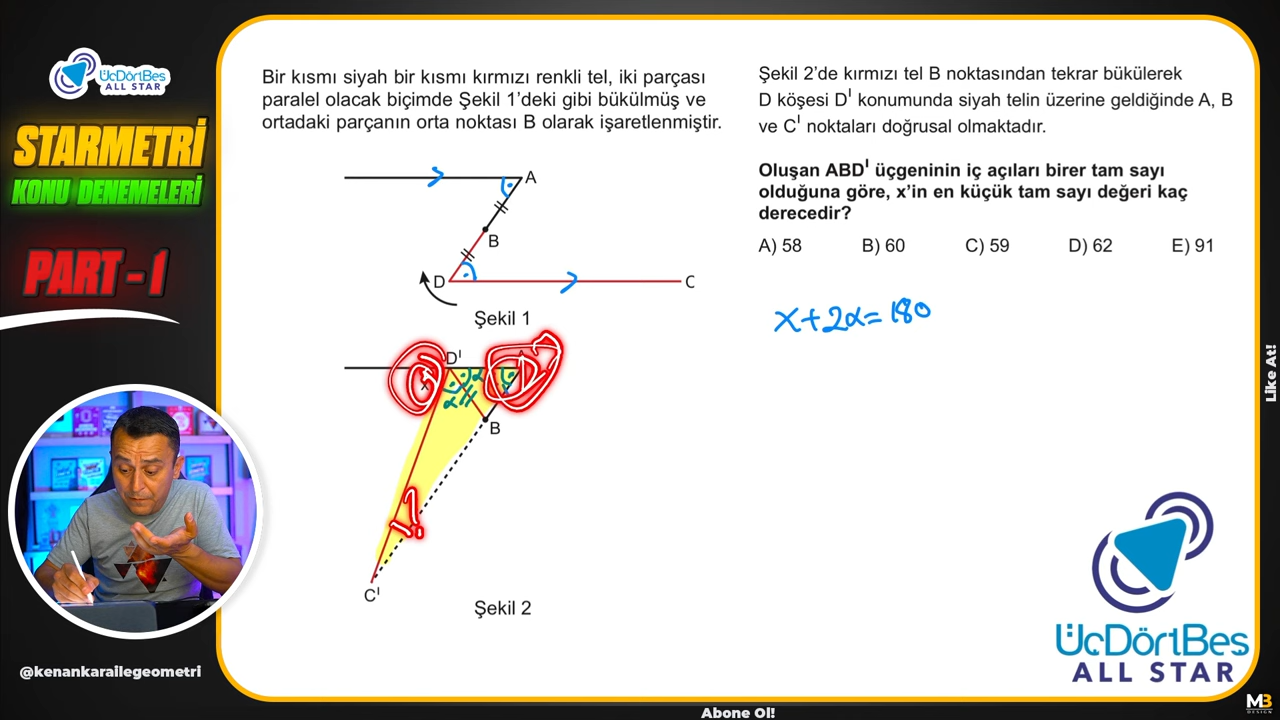 ÜçDörtBeş
ALL STAR
STARMETRİ
KONU DENEMELERİ
PART - 1
@kenankarailegeometri
Bir kısmı siyah bir kısmı kırmızı renkli tel, iki parçası
paralel olacak biçimde Şekil 1'deki gibi bükülmüş ve
ortadaki parçanın orta noktası B olarak işaretlenmiştir.
A
B
D
C
Şekil 1
D'
α
x
α
B
C'
Şekil 2
Şekil 2'de kırmızı tel B noktasından tekrar bükülerek
D köşesi D' konumunda siyah telin üzerine geldiğinde A, B
ve C' noktaları doğrusal olmaktadır.
Oluşan ABD' üçgeninin iç açıları birer tam sayı
olduğuna göre, x'in en küçük tam sayı değeri kaç
derecedir?
A) 58 B) 60 C) 59 D) 62 E) 91
x+2α=180
ÜçDörtBeş
ALL STAR
Like At!
Abone Ol!
MB
DESIGN